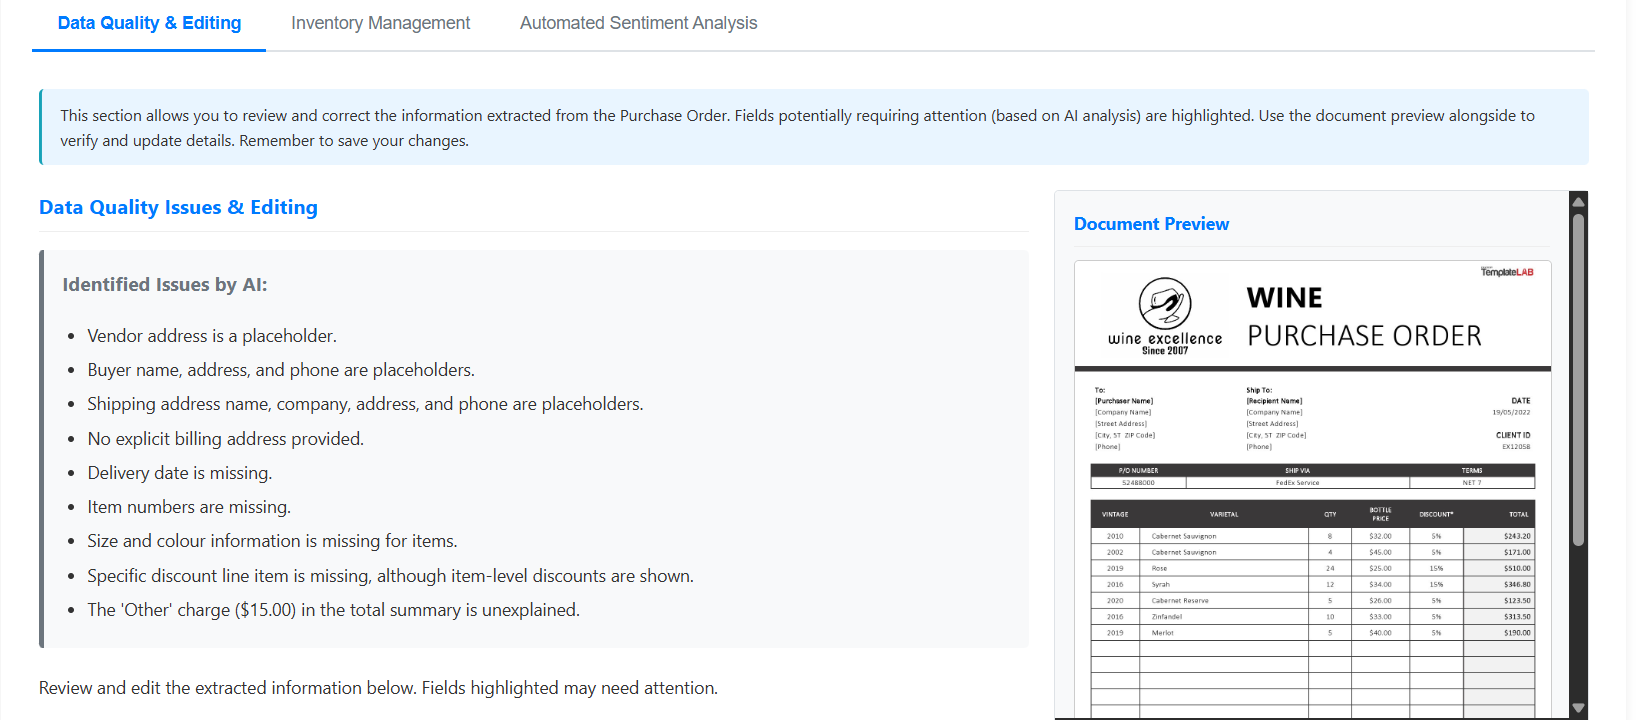 Data Quality & Editing
Inventory Management
Automated Sentiment Analysis
This section allows you to review and correct the information extracted from the Purchase Order. Fields potentially requiring attention (based on AI analysis) are highlighted. Use the document preview alongside to
verify and update details. Remember to save your changes.
Data Quality Issues & Editing
Identified Issues by AI:
• Vendor address is a placeholder.
• Buyer name, address, and phone are placeholders.
• Shipping address name, company, address, and phone are placeholders.
• No explicit billing address provided.
• Delivery date is missing.
• Item numbers are missing.
• Size and colour information is missing for items.
• Specific discount line item is missing, although item-level discounts are shown.
• The 'Other' charge ($15.00) in the total summary is unexplained.
Review and edit the extracted information below. Fields highlighted may need attention.
Document Preview
TemplateLAB
wine excellence
Since 2007
WINE
PURCHASE ORDER
To:
[Purchaser Name]
[Company Name]
[Street Address]
[City, ST ZIP Code]
[Phone]
Ship To:
[Recipient Name]
[Company Name]
[Street Address]
[City, ST ZIP Code]
[Phone]
DATE
19/05/2022
CLIENT ID
EX1205B
P/O NUMBER SHIP VIA TERMS
52488000 FedEx Service NET 7
VINTAGE VARIETAL QTY BOTTLE PRICE DISCOUNT* TOTAL
2010 Cabernet Sauvignon 8 $32.00 5% $243.20
2002 Cabernet Sauvignon 4 $45.00 5% $171.00
2019 Rose 24 $25.00 15% $510.00
2016 Syrah 12 $34.00 15% $346.80
2020 Cabernet Reserve 5 $26.00 5% $123.50
2016 Zinfandel 10 $33.00 5% $313.50
2019 Merlot 5 $40.00 5% $190.00